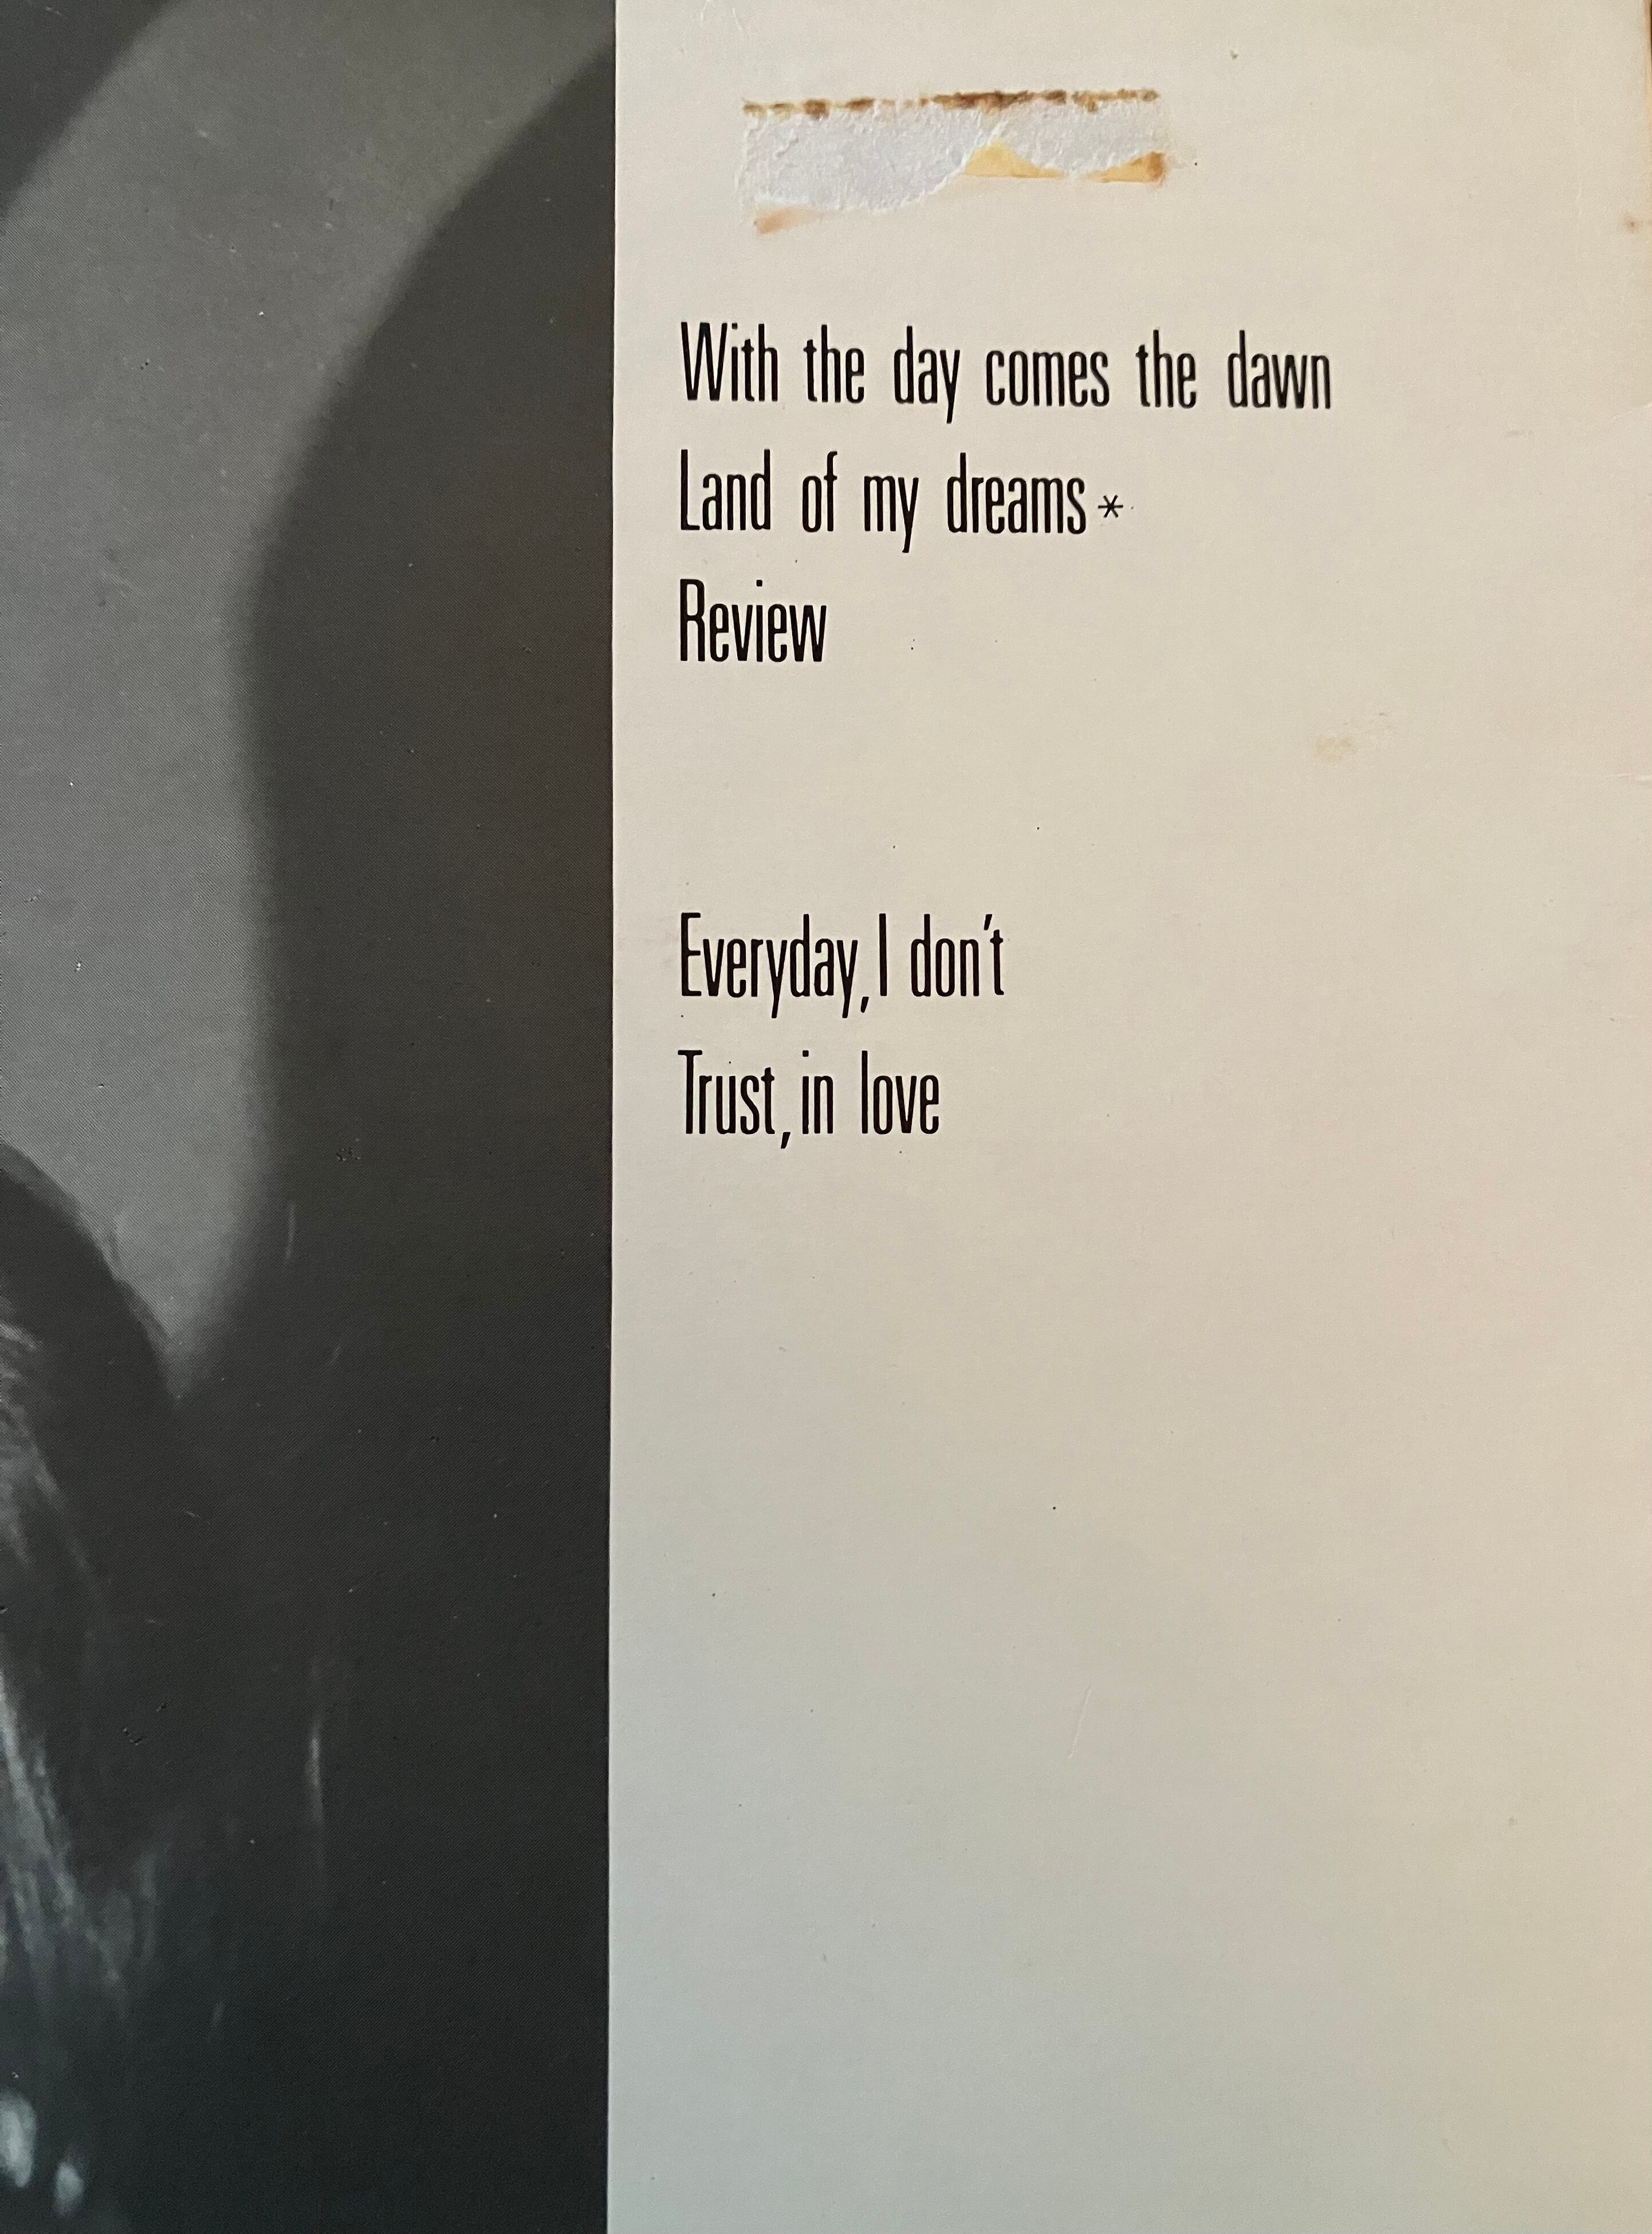 With the day comes the dawn
Land of my dreams *
Review
Everyday, I don't
Trust, in love